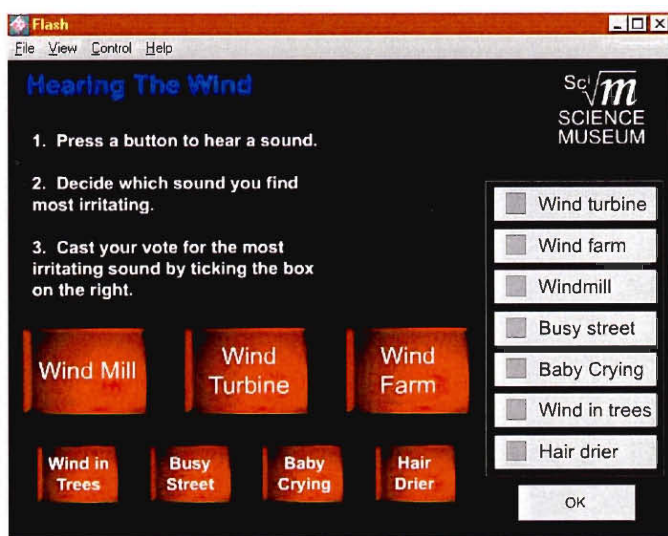 Flash
File View Control Help
Hearing The Wind
Sci√m
SCIENCE
MUSEUM
1. Press a button to hear a sound.
2. Decide which sound you find
most irritating.
3. Cast your vote for the most
irritating sound by ticking the box
on the right.
Wind turbine
Wind farm
Windmill
Busy street
Baby Crying
Wind in trees
Hair drier
OK
Wind Mill
Wind
Turbine
Wind
Farm
Wind in
Trees
Busy
Street
Baby
Crying
Hair
Drier